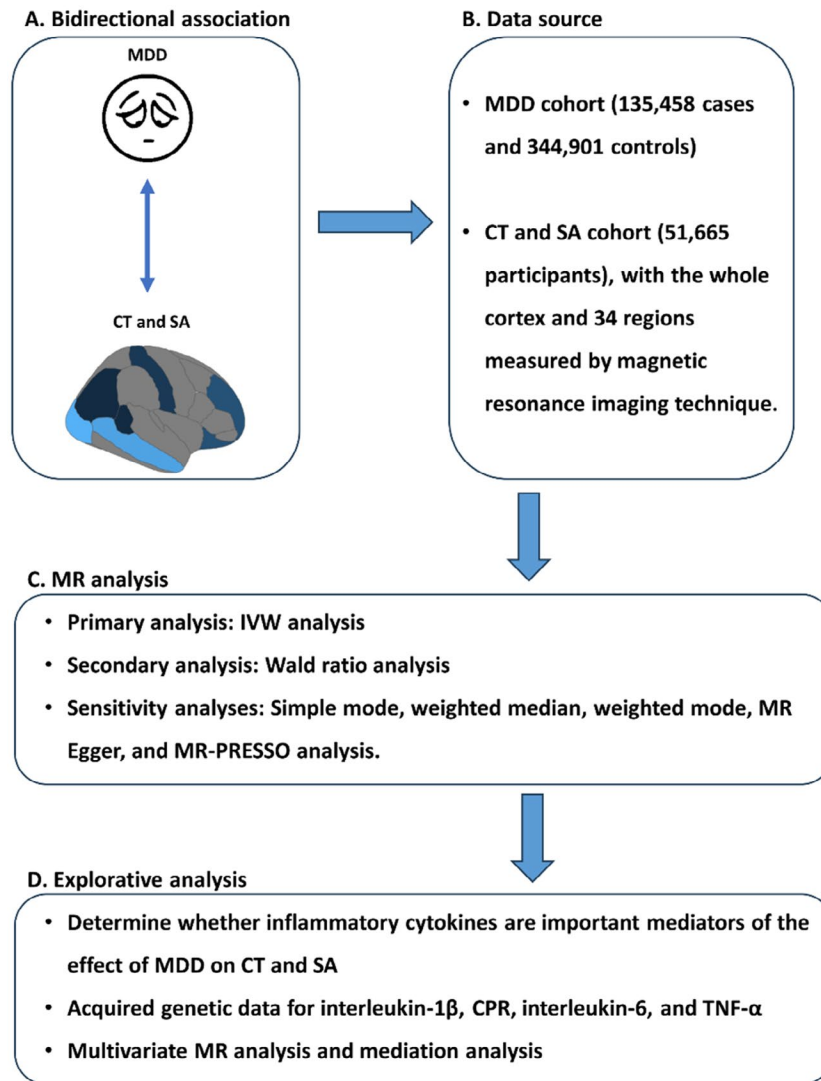 A. Bidirectional association
MDD
CT and SA
B. Data source
• MDD cohort (135,458 cases
and 344,901 controls)
• CT and SA cohort (51,665
participants), with the whole
cortex and 34 regions
measured by magnetic
resonance imaging technique.
C. MR analysis
• Primary analysis: IVW analysis
• Secondary analysis: Wald ratio analysis
• Sensitivity analyses: Simple mode, weighted median, weighted mode, MR
Egger, and MR-PRESSO analysis.
D. Explorative analysis
• Determine whether inflammatory cytokines are important mediators of the
effect of MDD on CT and SA
• Acquired genetic data for interleukin-1β, CPR, interleukin-6, and TNF-α
• Multivariate MR analysis and mediation analysis